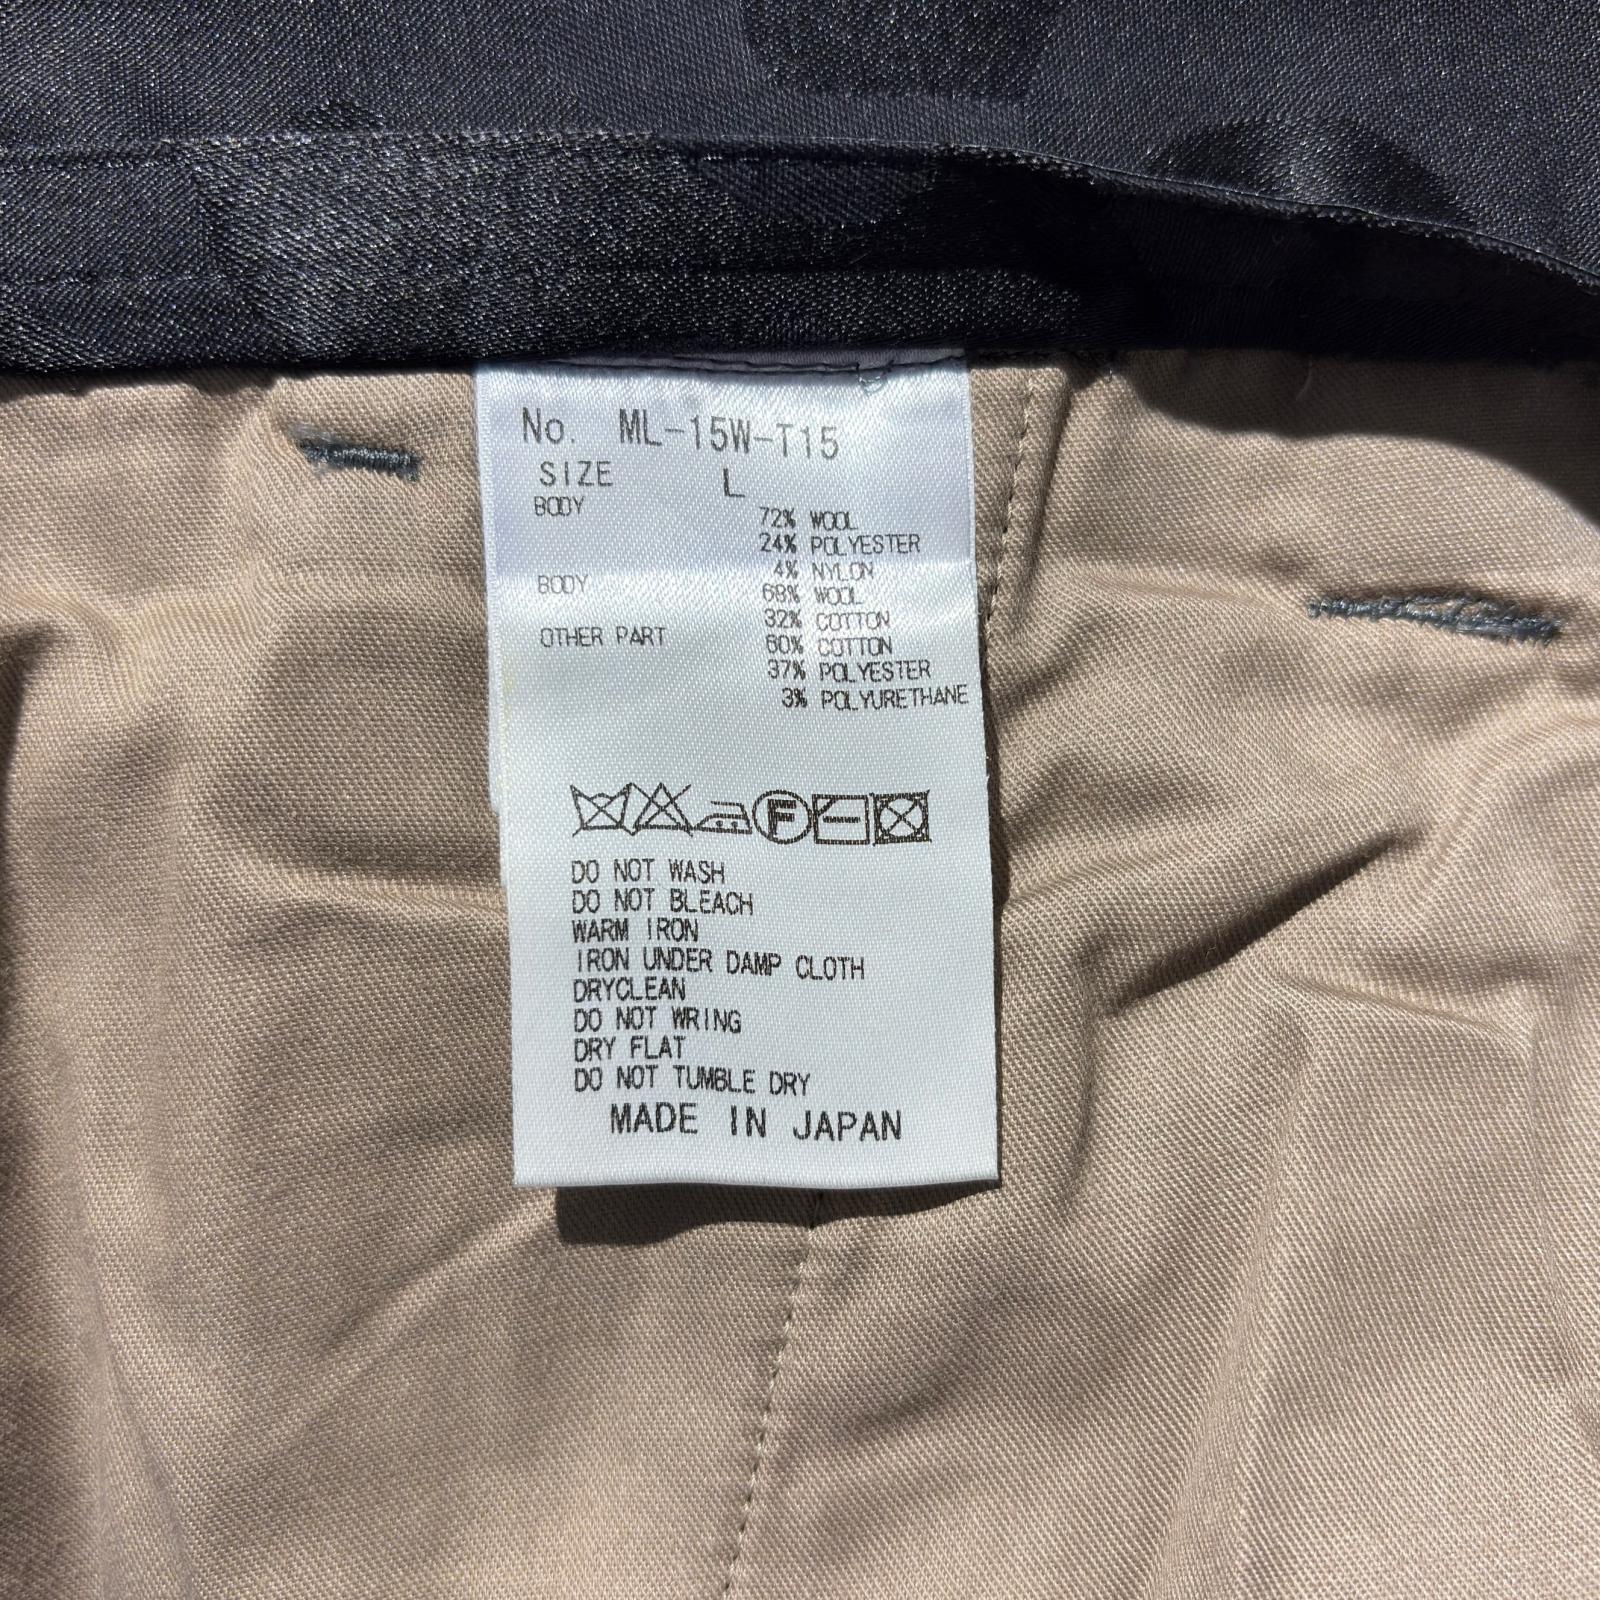 No. ML-15W-T15
SIZE L
BODY 72% WOOL
24% POLYESTER
4% NYLON
BODY 68% WOOL
32% COTTON
OTHER PART 60% COTTON
37% POLYESTER
3% POLYURETHANE
F
DO NOT WASH
DO NOT BLEACH
WARM IRON
IRON UNDER DAMP CLOTH
DRYCLEAN
DO NOT WRING
DRY FLAT
DO NOT TUMBLE DRY
MADE IN JAPAN